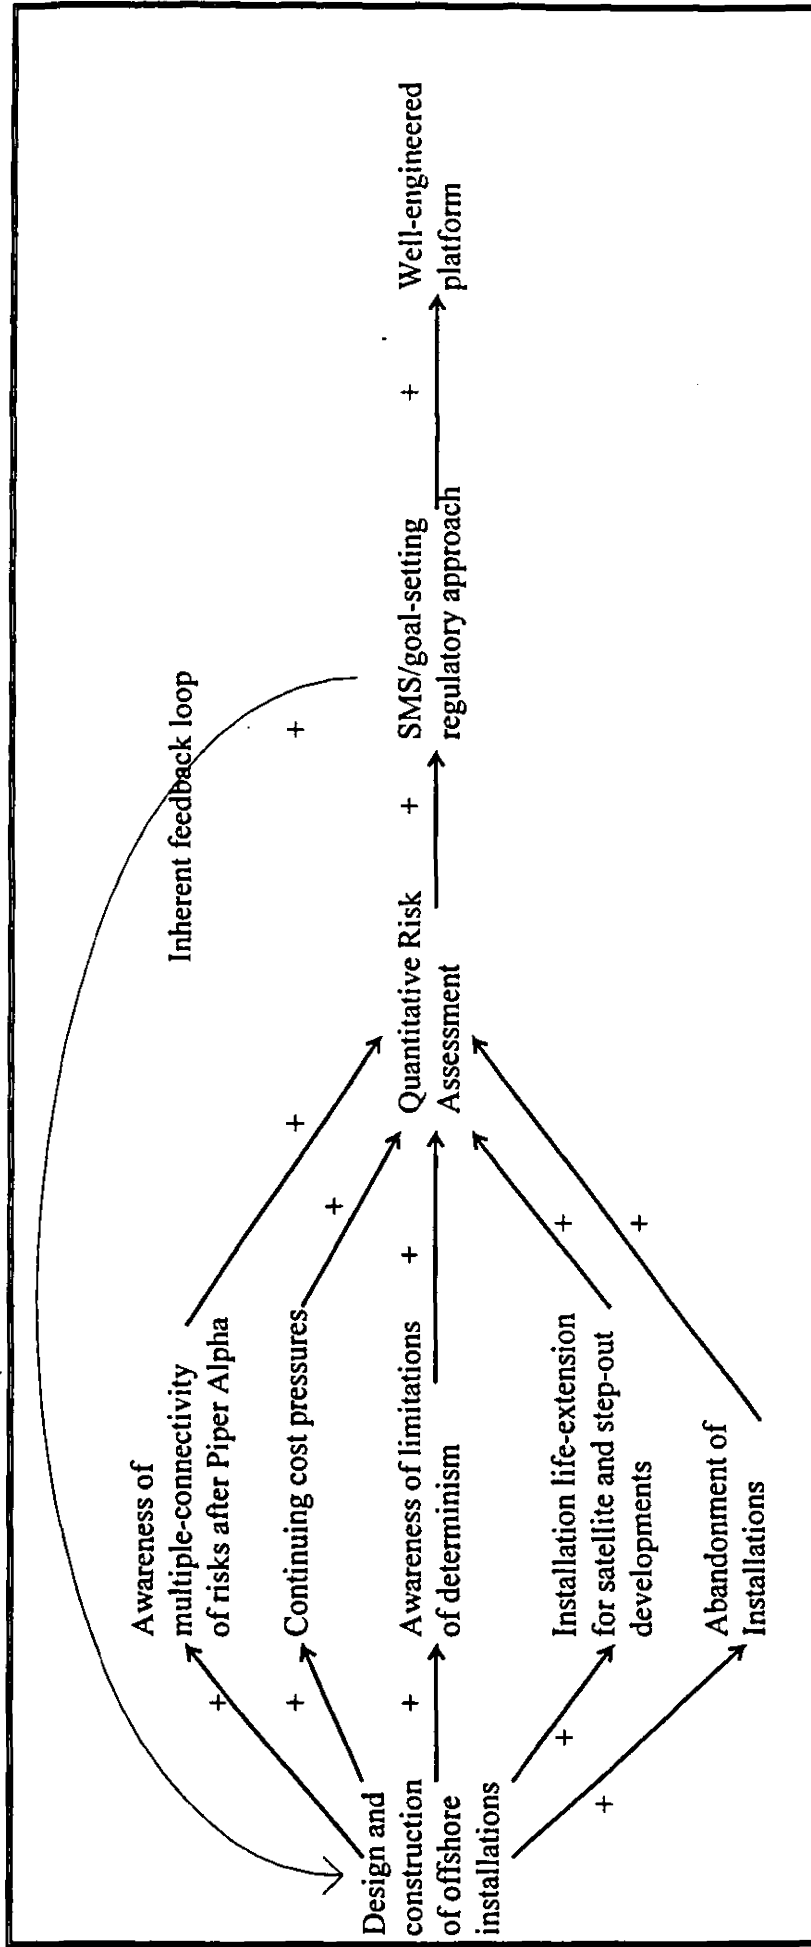 Inherent feedback loop
+
Awareness of
multiple-connectivity
of risks after Piper Alpha
+
+
Continuing cost pressures
+
+
Design and
construction
of offshore
installations
+
Awareness of limitations
of determinism
+
Quantitative Risk
Assessment
+
SMS/goal-setting
regulatory approach
+
Well-engineered
platform
+
Installation life-extension
for satellite and step-out
developments
+
+
Abandonment of
Installations
+